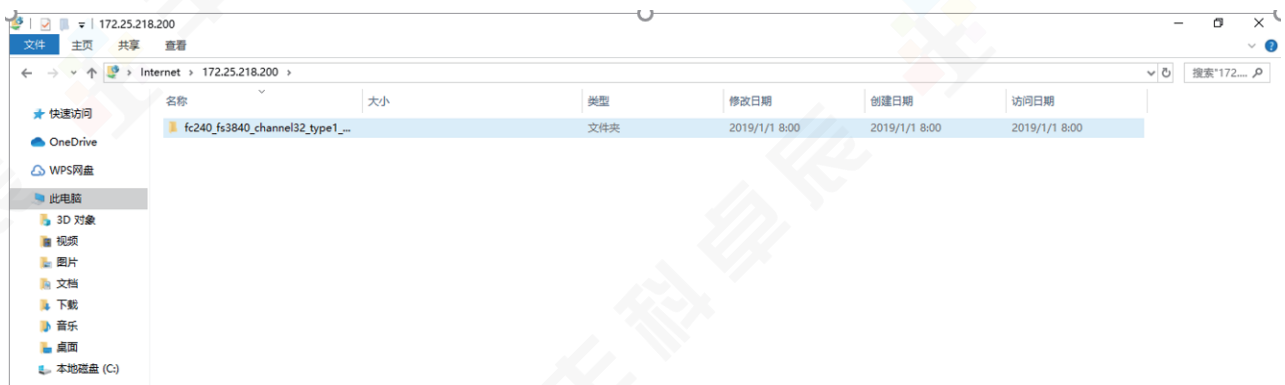 172.25.218.200
文件 主页 共享 查看
Internet > 172.25.218.200 >
搜索"172....
名称 大小 类型 修改日期 创建日期 访问日期
fc240_fs3840_channel32_type1_... 文件夹 2019/1/1 8:00 2019/1/1 8:00 2019/1/1 8:00
快速访问
OneDrive
WPS网盘
此电脑
3D 对象
视频
图片
文档
下载
音乐
桌面
本地磁盘 (C:)
科卓辰